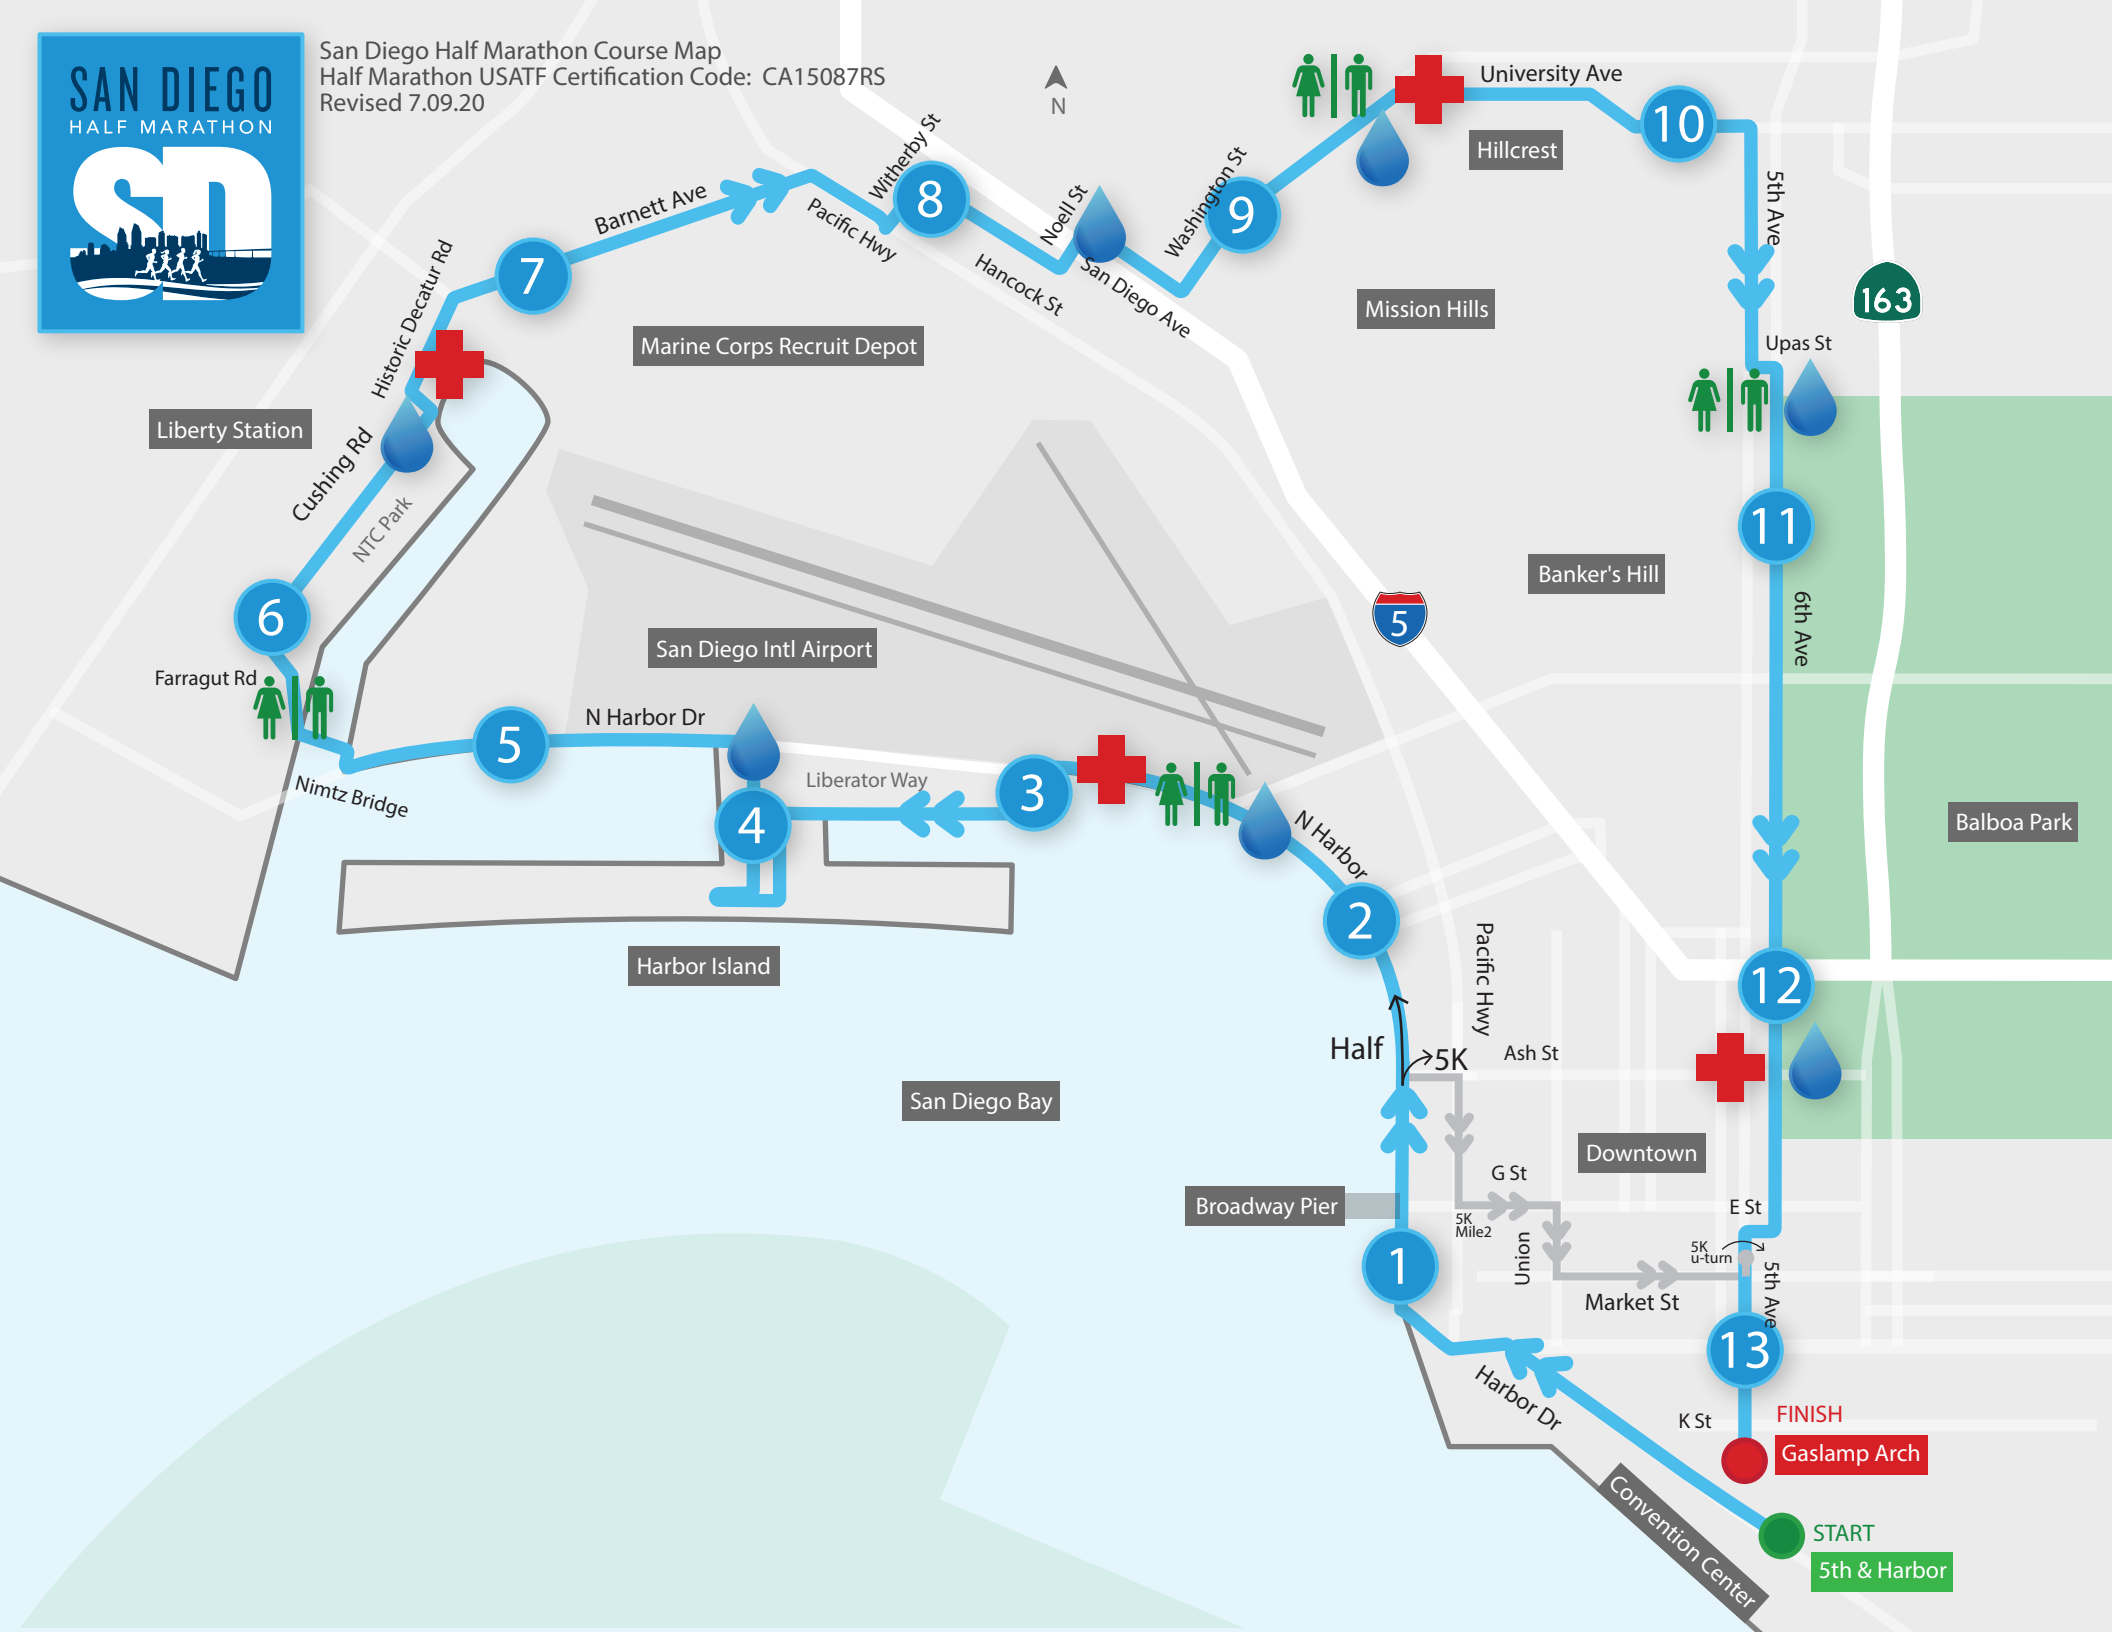 SAN DIEGO
HALF MARATHON
SD
San Diego Half Marathon Course Map
Half Marathon USATF Certification Code: CA15087RS
Revised 7.09.20
N
University Ave
10
Hillcrest
Witherby St
8
Noell St
Washington St
9
5th Ave
Barnett Ave
Pacific Hwy
Hancock St
San Diego Ave
7
Historic Decatur Rd
Marine Corps Recruit Depot
Mission Hills
163
Upas St
Liberty Station
Cushing Rd
NTC Park
11
Banker's Hill
6th Ave
5
6
San Diego Intl Airport
Farragut Rd
N Harbor Dr
5
Nimtz Bridge
Liberator Way
3
4
N Harbor
2
Balboa Park
Harbor Island
Pacific Hwy
12
Half
5K
Ash St
San Diego Bay
Downtown
G St
Broadway Pier
5K
Mile2
Union
E St
5K
u-turn
5th Ave
1
Market St
13
Harbor Dr
K St
FINISH
Gaslamp Arch
Convention Center
START
5th & Harbor